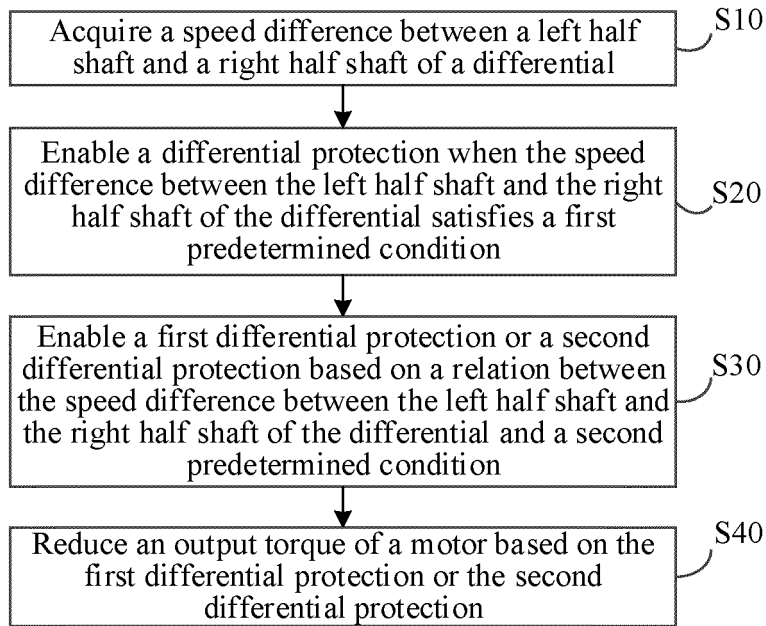 Acquire a speed difference between a left half
shaft and a right half shaft of a differential
S10
Enable a differential protection when the speed
difference between the left half shaft and the right
half shaft of the differential satisfies a first
predetermined condition
S20
Enable a first differential protection or a second
differential protection based on a relation between
the speed difference between the left half shaft and
the right half shaft of the differential and a second
predetermined condition
S30
Reduce an output torque of a motor based on the
first differential protection or the second
differential protection
S40